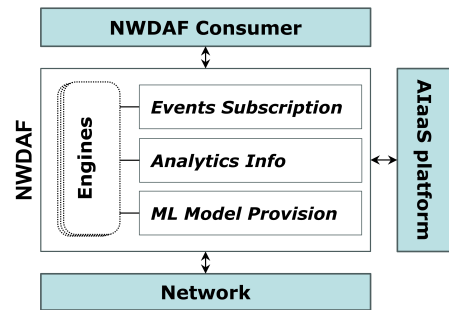 NWDAF Consumer
NWDAF
Engines
Events Subscription
Analytics Info
ML Model Provision
AIaaS platform
Network